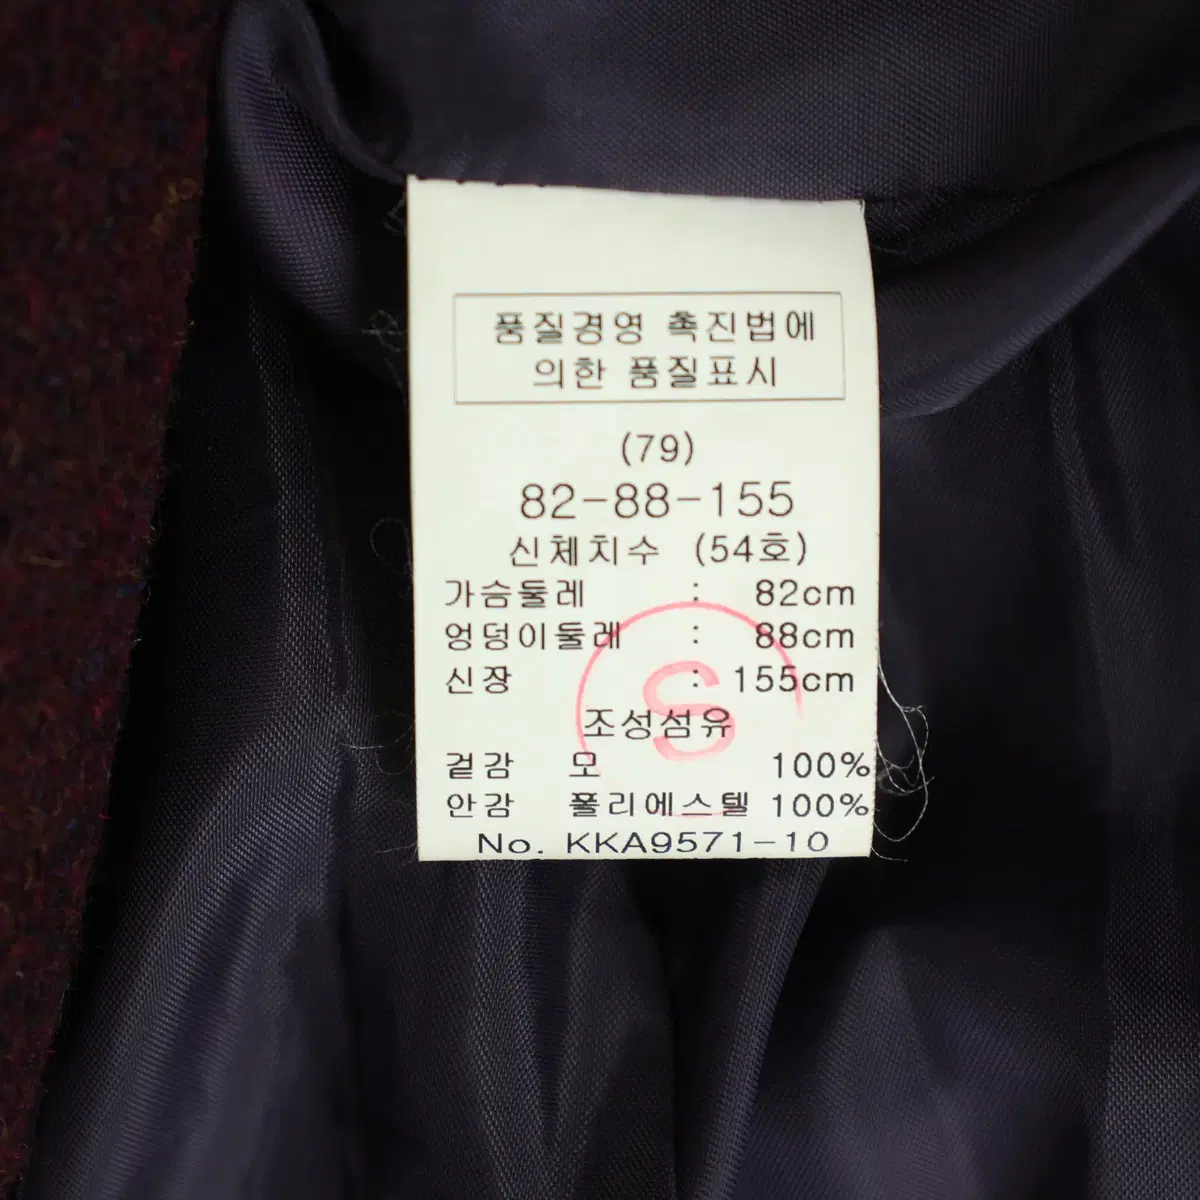 품질경영 촉진법에
의한 품질표시
(79)
82-88-155
신체치수 (54호)
가슴둘레 : 82cm
엉덩이둘레 : 88cm
신장 : 155cm
S
조성섬유
겉감 모 100%
안감 폴리에스텔 100%
No. KKA9571-10